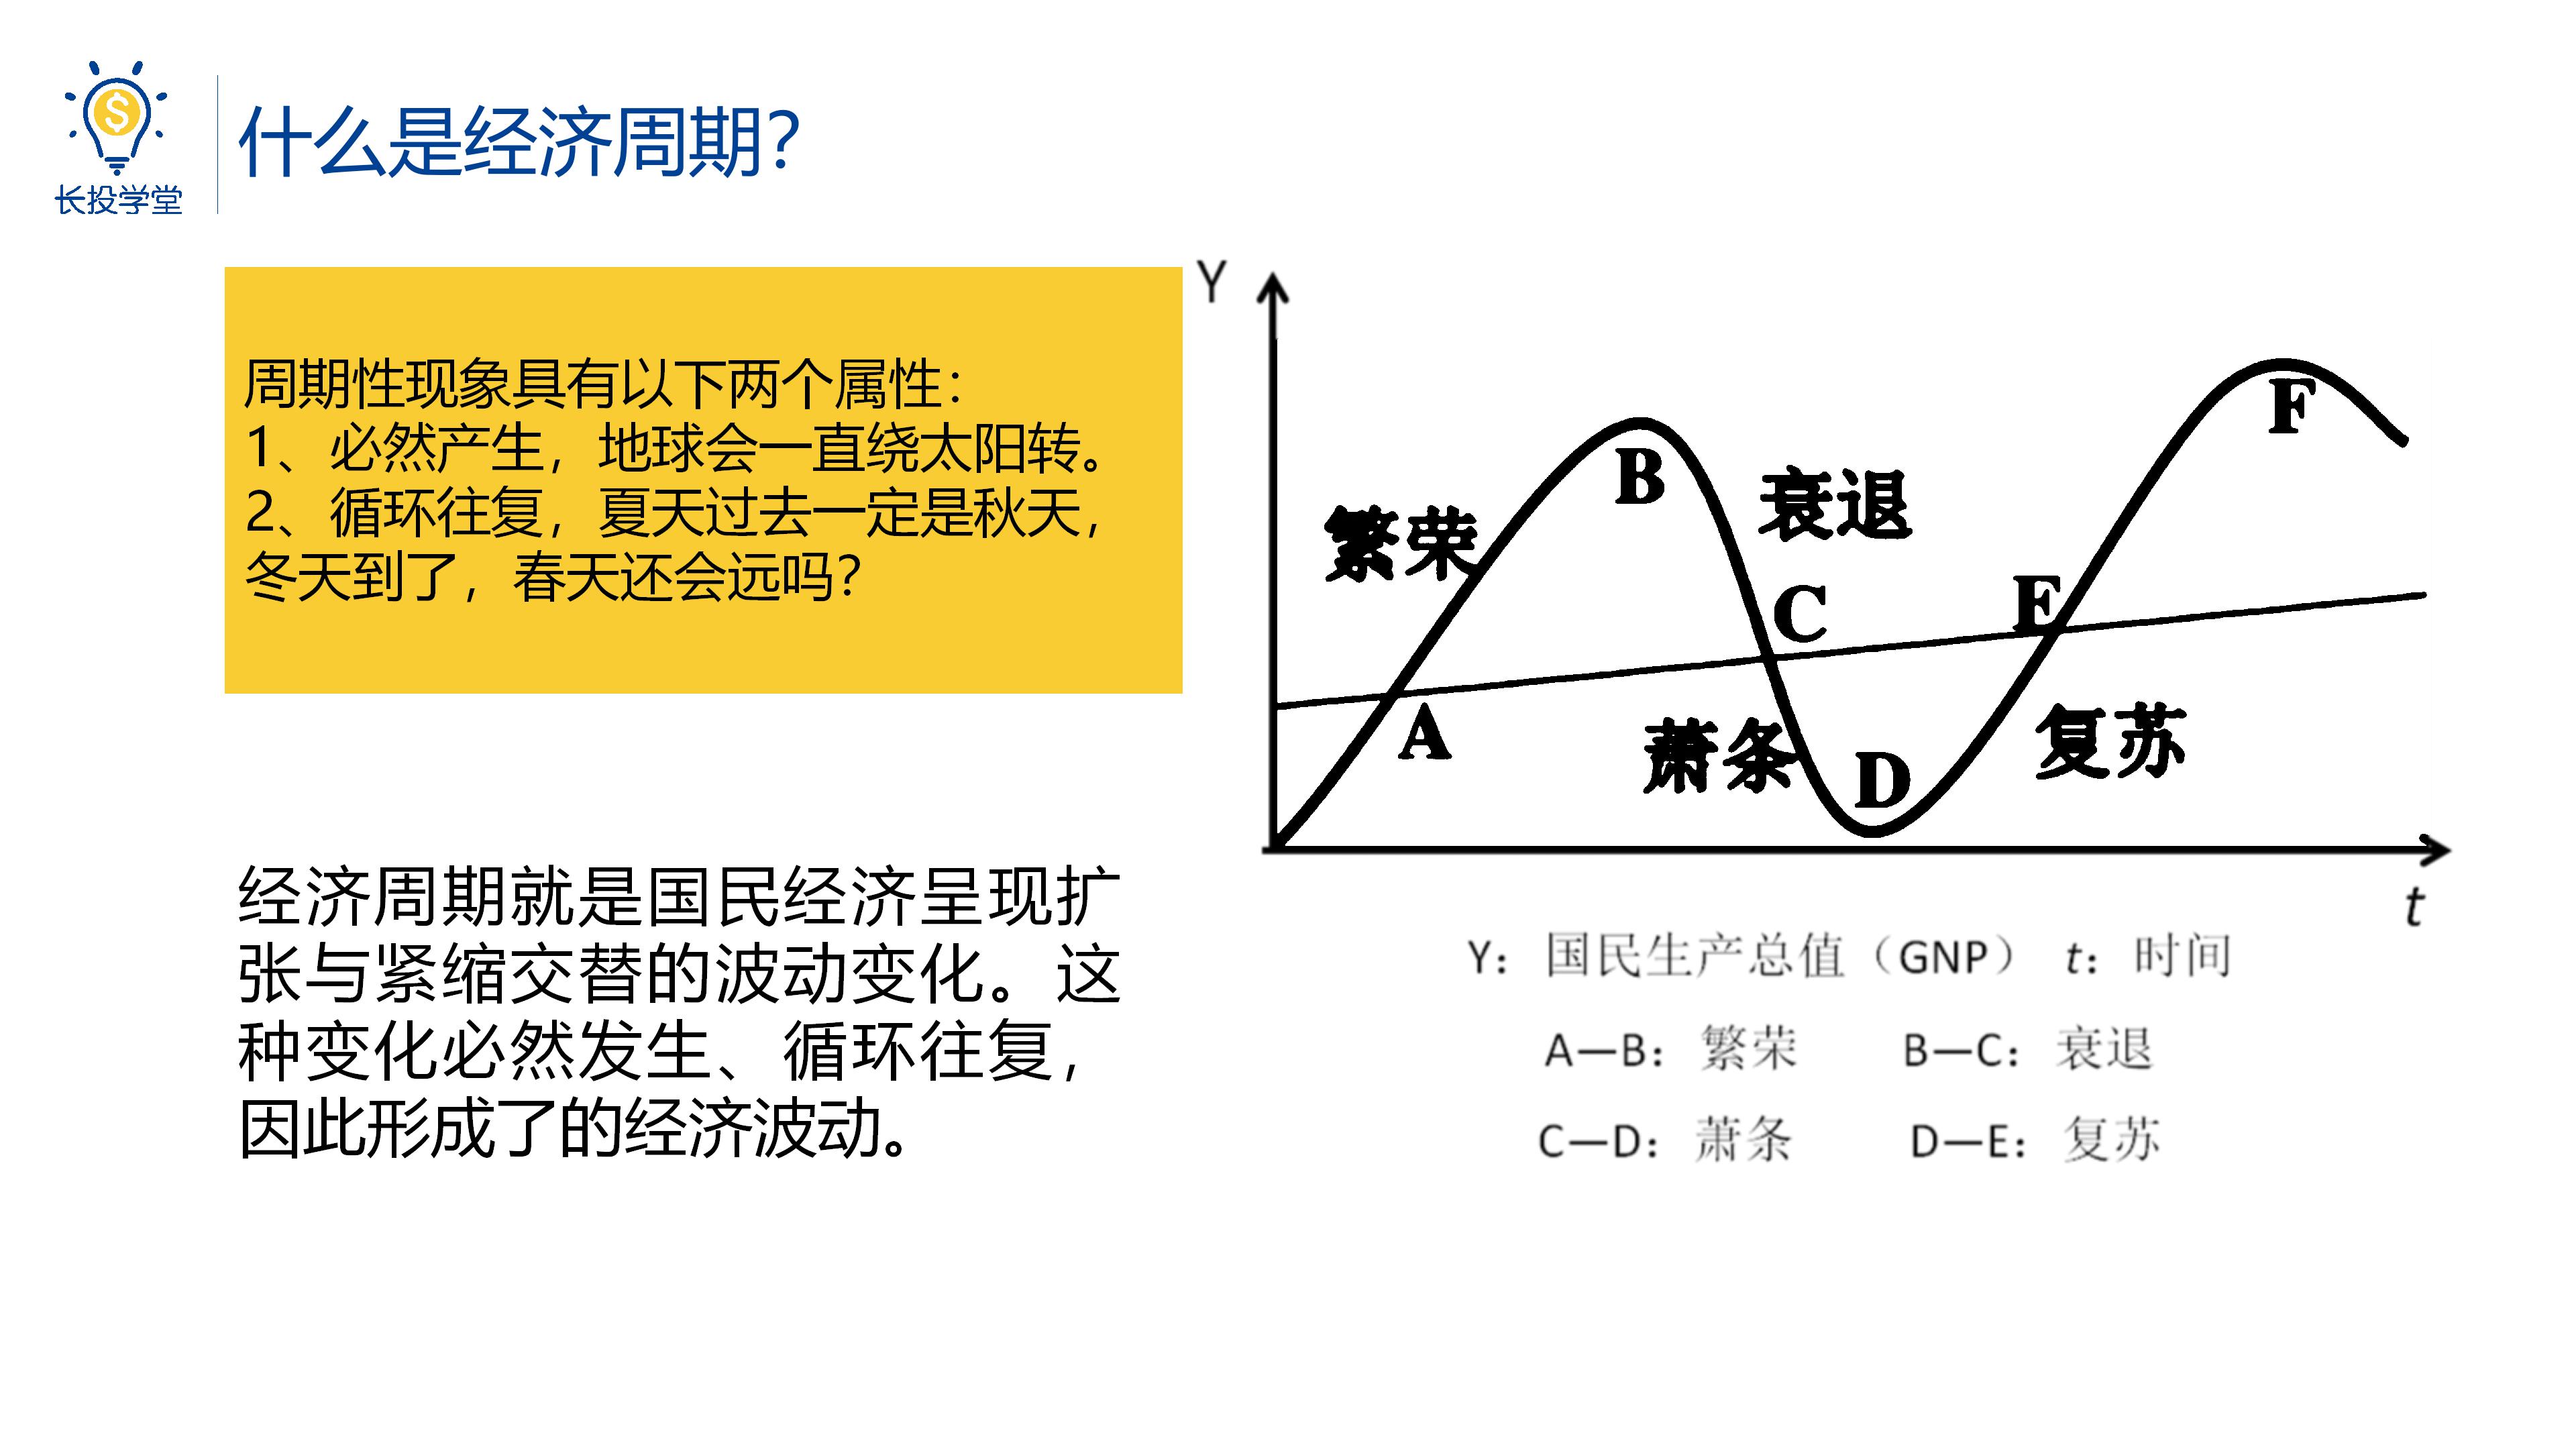 长投学堂
什么是经济周期？
周期性现象具有以下两个属性：
1、必然产生，地球会一直绕太阳转。
2、循环往复，夏天过去一定是秋天，
冬天到了，春天还会远吗？
经济周期就是国民经济呈现扩
张与紧缩交替的波动变化。这
种变化必然发生、循环往复，
因此形成了的经济波动。
Y
F
B
衰退
繁荣
C
E
A
萧条
D
复苏
t
Y：国民生产总值（GNP） t：时间
A—B：繁荣 B—C：衰退
C—D：萧条 D—E：复苏